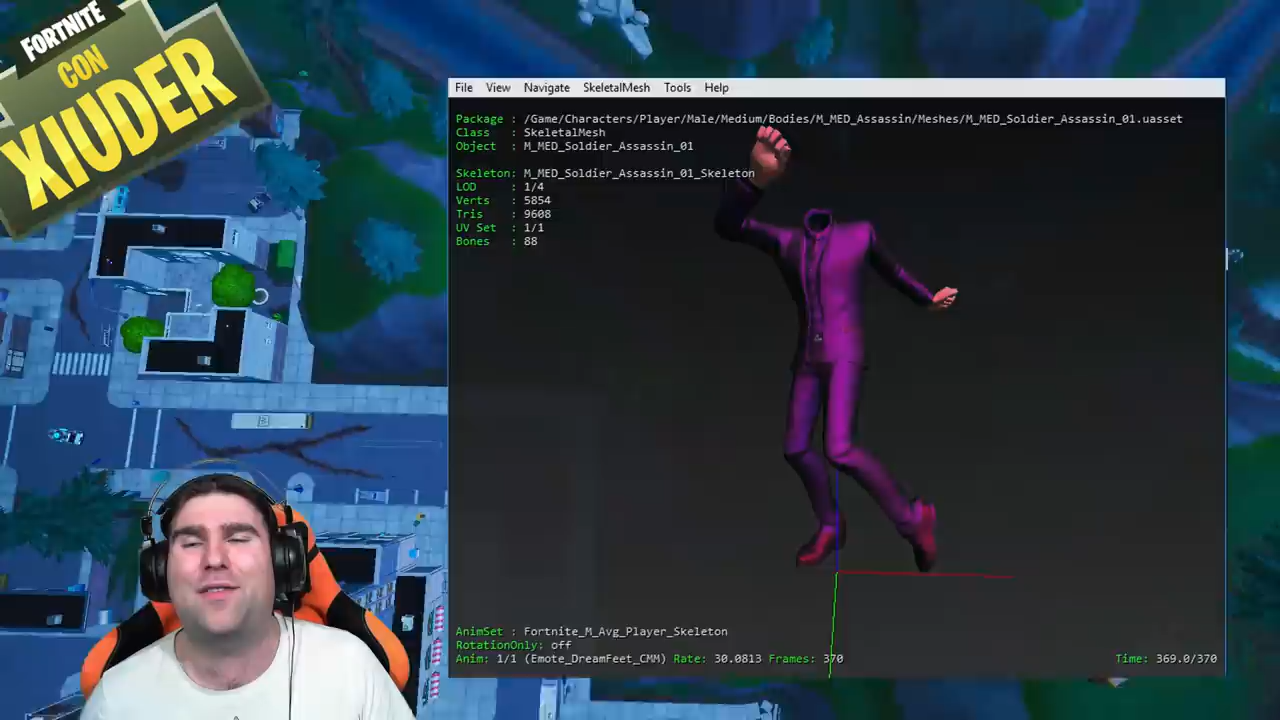 FORTNITE
CON
XIUDER
File View Navigate SkeletalMesh Tools Help
Package : /Game/Characters/Player/Male/Medium/Bodies/M_MED_Assassin/Meshes/M_MED_Soldier_Assassin_01.uasset
Class : SkeletalMesh
Object : M_MED_Soldier_Assassin_01
Skeleton: M_MED_Soldier_Assassin_01_Skeleton
LOD : 1/4
Verts : 5854
Tris : 9608
UV Set : 1/1
Bones : 88
AnimSet : Fortnite_M_Avg_Player_Skeleton
RotationOnly: off
Anim: 1/1 (Emote_DreamFeet_CMM) Rate: 30.0813 Frames: 370 Time: 369.0/370